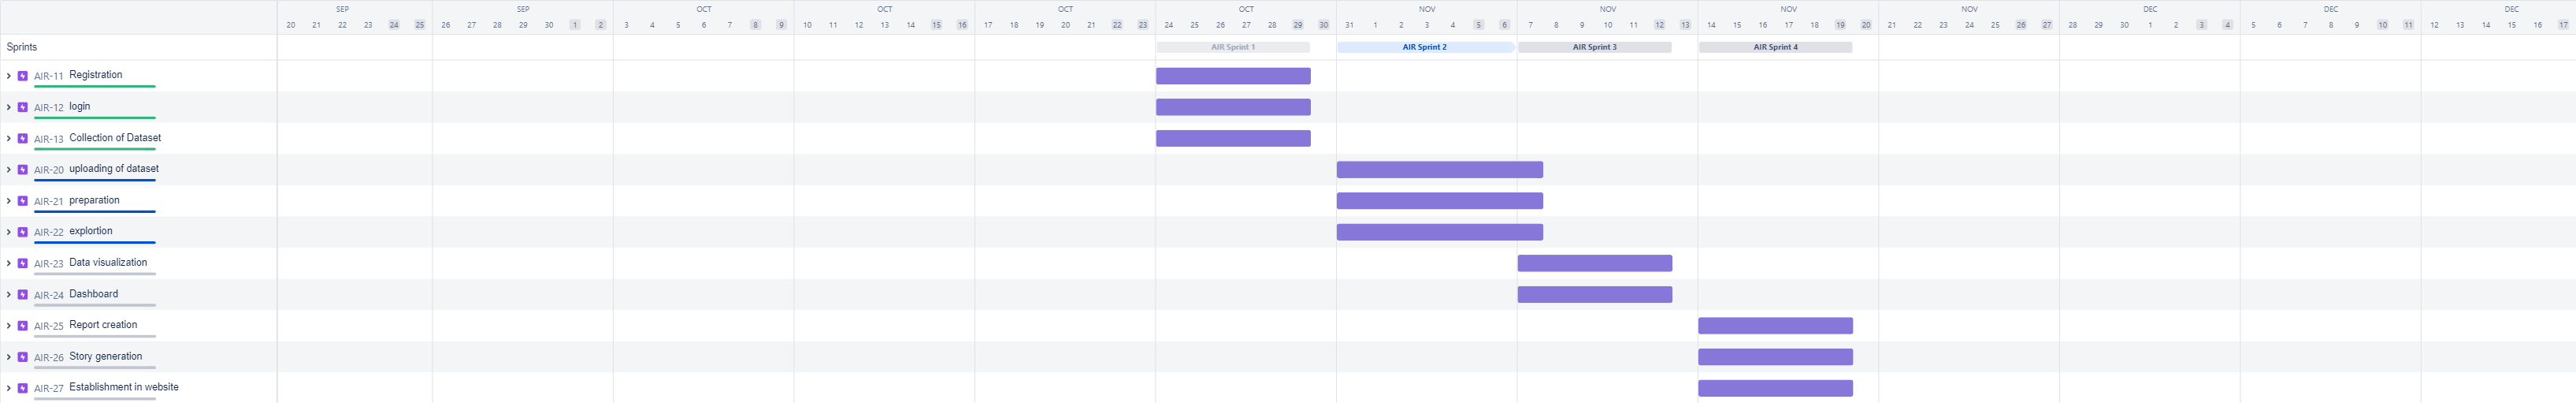 SEP SEP OCT OCT OCT OCT NOV NOV NOV NOV DEC DEC DEC
20 21 22 23 24 25 26 27 28 29 30 1 2 3 4 5 6 7 8 9 10 11 12 13 14 15 16 17 18 19 20 21 22 23 24 25 26 27 28 29 30 31 1 2 3 4 5 6 7 8 9 10 11 12 13 14 15 16 17 18 19 20 21 22 23 24 25 26 27 28 29 30 1 2 3 4 5 6 7 8 9 10 11 12 13 14 15 16 17
Sprints AIR Sprint 1 AIR Sprint 2 AIR Sprint 3 AIR Sprint 4
AIR-11 Registration
AIR-12 login
AIR-13 Collection of Dataset
AIR-20 uploading of dataset
AIR-21 preparation
AIR-22 explortion
AIR-23 Data visualization
AIR-24 Dashboard
AIR-25 Report creation
AIR-26 Story generation
AIR-27 Establishment in website